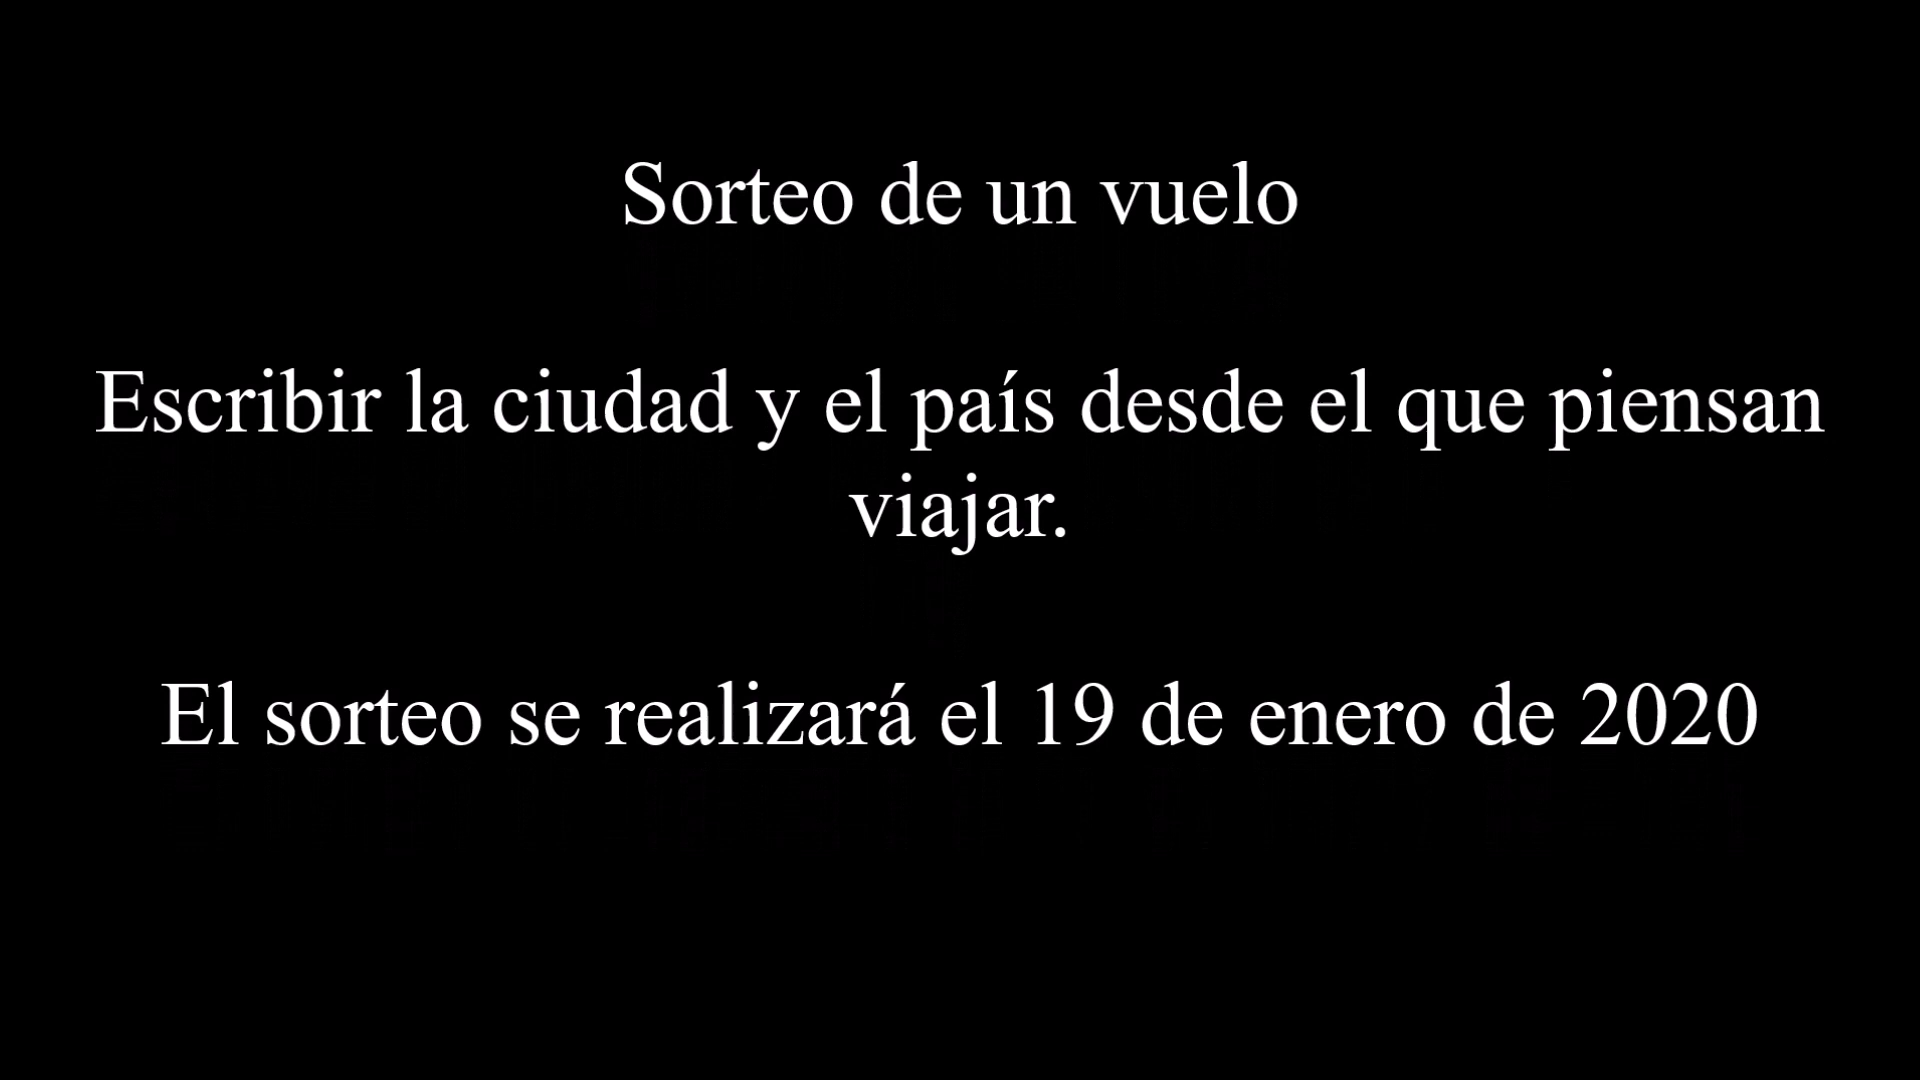 Sorteo de un vuelo
Escribir la ciudad y el país desde el que piensan
viajar.
El sorteo se realizará el 19 de enero de 2020